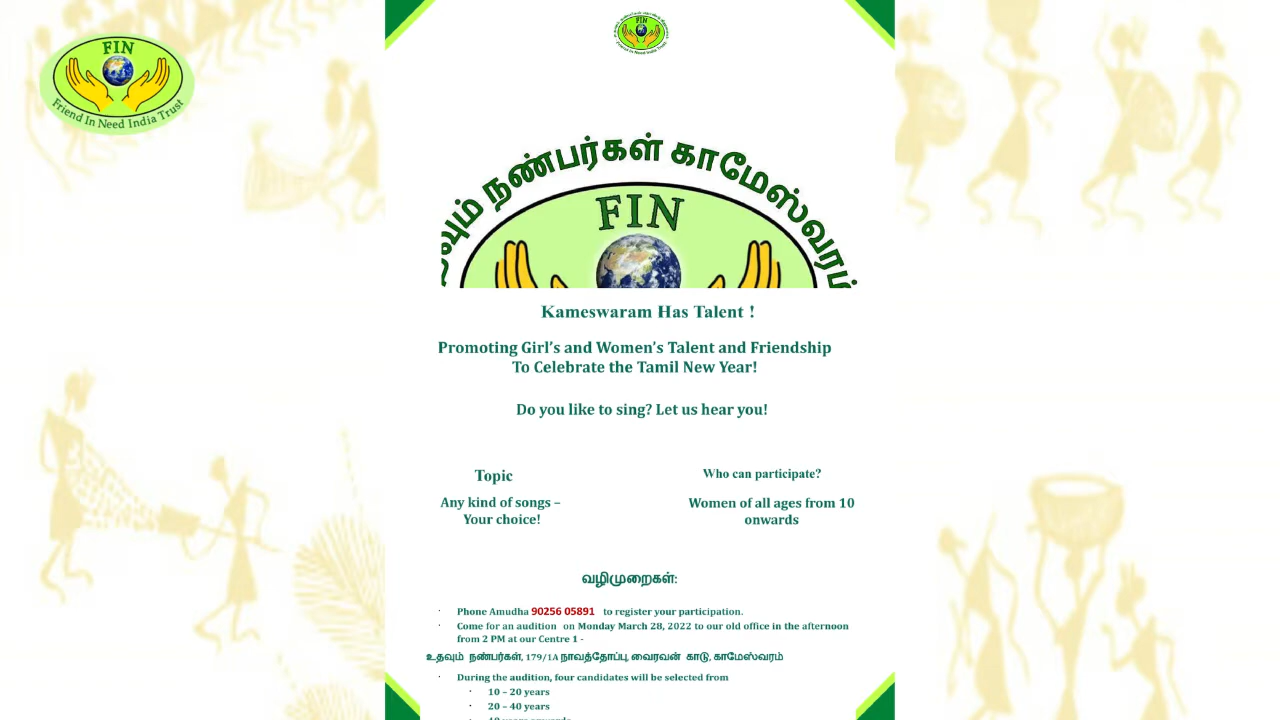 FIN
Friend In Need India Trust
FIN
Friend In Need India Trust
நண்பர்கள் காமேஸ்வரம்
FIN
Kameswaram Has Talent !
Promoting Girl's and Women's Talent and Friendship
To Celebrate the Tamil New Year!
Do you like to sing? Let us hear you!
Topic
Any kind of songs –
Your choice!
Who can participate?
Women of all ages from 10
onwards
வழிமுறைகள்:
· Phone Amudha 90256 05891 to register your participation.
· Come for an audition on Monday March 28, 2022 to our old office in the afternoon
from 2 PM at our Centre 1 -
உதவும் நண்பர்கள், 179/1A நாவத்தோப்பு, வைரவன் காடு, காமேஸ்வரம்
· During the audition, four candidates will be selected from
· 10 – 20 years
· 20 – 40 years